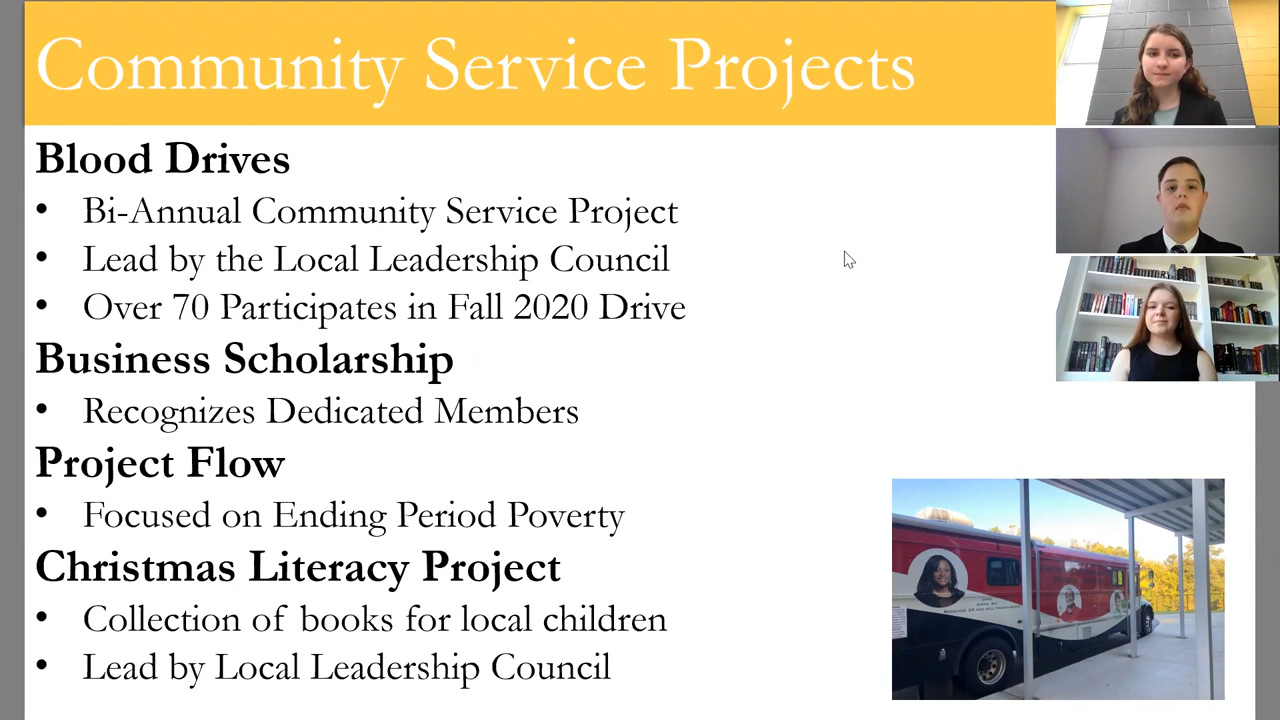 Community Service Projects
Blood Drives
• Bi-Annual Community Service Project
• Lead by the Local Leadership Council
• Over 70 Participates in Fall 2020 Drive
Business Scholarship
• Recognizes Dedicated Members
Project Flow
• Focused on Ending Period Poverty
Christmas Literacy Project
• Collection of books for local children
• Lead by Local Leadership Council